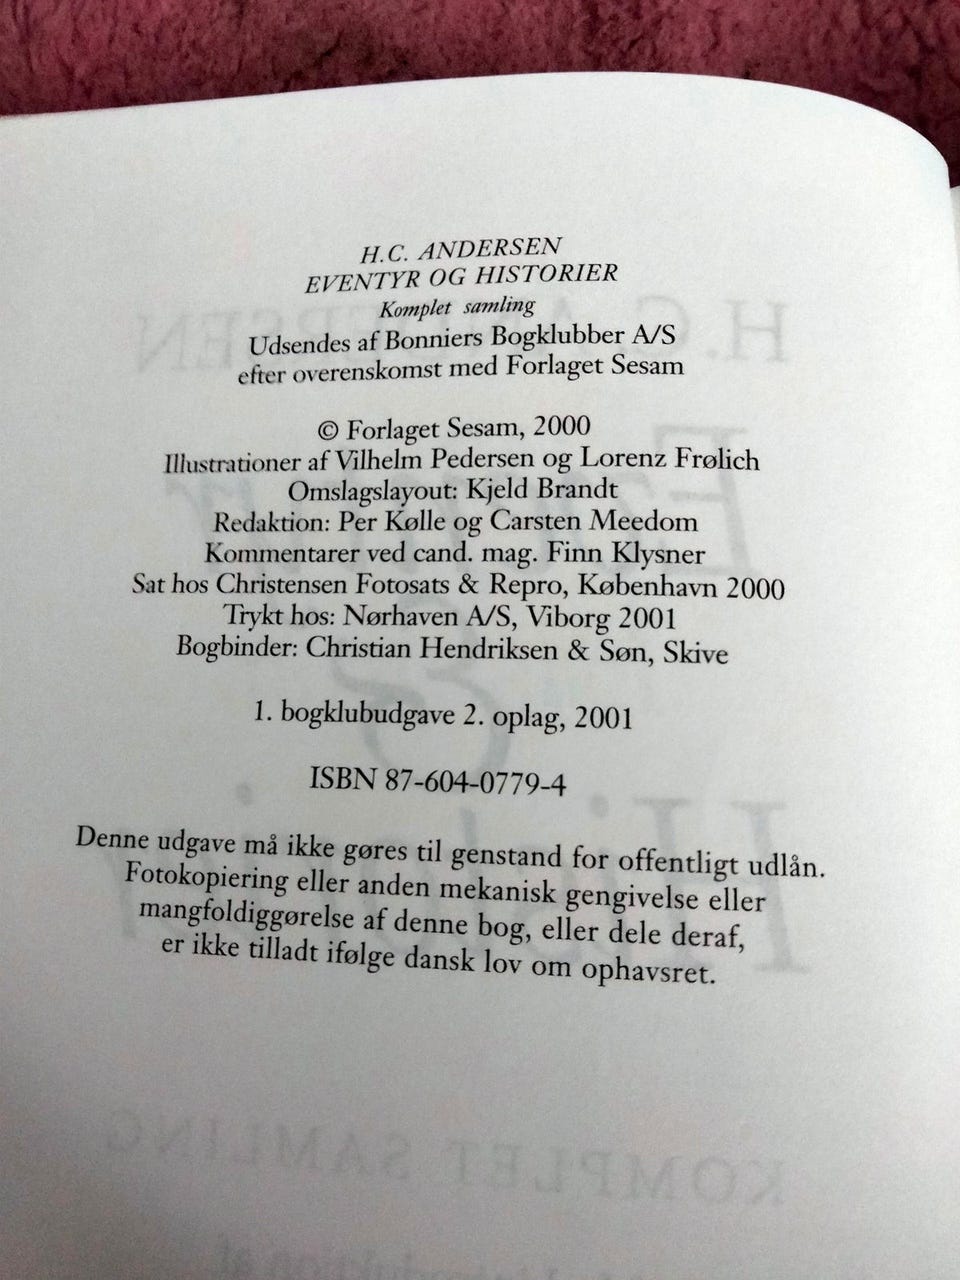 H.C. ANDERSEN
EVENTYR OG HISTORIER
Komplet samling
Udsendes af Bonniers Bogklubber A/S
efter overenskomst med Forlaget Sesam
© Forlaget Sesam, 2000
Illustrationer af Vilhelm Pedersen og Lorenz Frølich
Omslagslayout: Kjeld Brandt
Redaktion: Per Kølle og Carsten Meedom
Kommentarer ved cand. mag. Finn Klysner
Sat hos Christensen Fotosats & Repro, København 2000
Trykt hos: Nørhaven A/S, Viborg 2001
Bogbinder: Christian Hendriksen & Søn, Skive
1. bogklubudgave 2. oplag, 2001
ISBN 87-604-0779-4
Denne udgave må ikke gøres til genstand for offentligt udlån.
Fotokopiering eller anden mekanisk gengivelse eller
mangfoldiggørelse af denne bog, eller dele deraf,
er ikke tilladt ifølge dansk lov om ophavsret.